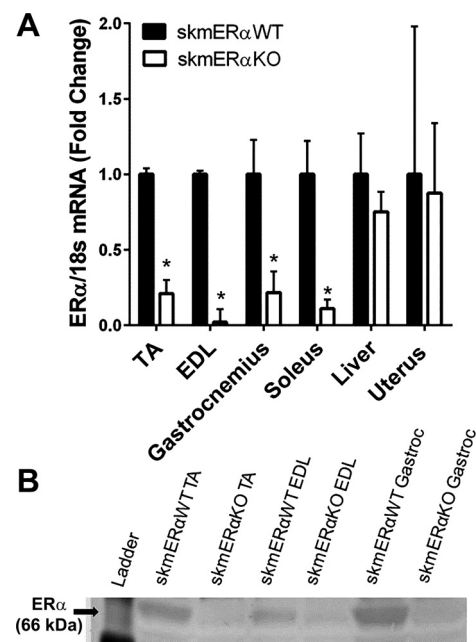 A
ERα/18s mRNA (Fold Change)
2.0
1.5
1.0
0.5
0.0
skmERαWT
skmERαKO
*
*
*
*
TA
EDL
Gastrocnemius
Soleus
Liver
Uterus
B
Ladder
skmERαWT TA
skmERαKO TA
skmERαWT EDL
skmERαKO EDL
skmERαWT Gastroc
skmERαKO Gastroc
ERα
(66 kDa)